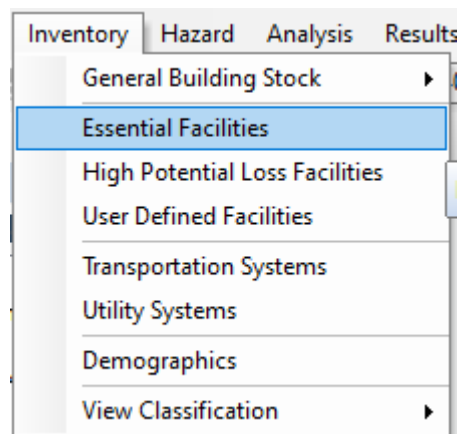 Inventory Hazard Analysis Results
General Building Stock
Essential Facilities
High Potential Loss Facilities
User Defined Facilities
Transportation Systems
Utility Systems
Demographics
View Classification